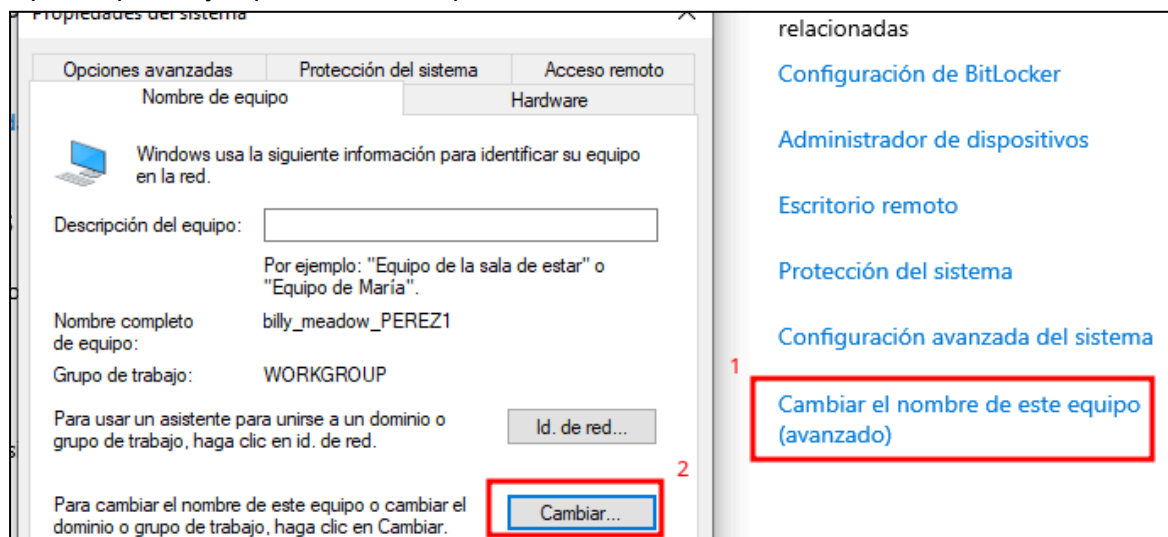 Propiedades del sistema
Opciones avanzadas
Protección del sistema
Acceso remoto
Nombre de equipo
Hardware
Windows usa la siguiente información para identificar su equipo
en la red.
Descripción del equipo:
Por ejemplo: "Equipo de la sala de estar" o
"Equipo de María".
Nombre completo
de equipo:
billy_meadow_PEREZ1
Grupo de trabajo:
WORKGROUP
Para usar un asistente para unirse a un dominio o
grupo de trabajo, haga clic en id. de red.
Id. de red...
2
Para cambiar el nombre de este equipo o cambiar el
dominio o grupo de trabajo, haga clic en Cambiar.
Cambiar...
relacionadas
Configuración de BitLocker
Administrador de dispositivos
Escritorio remoto
Protección del sistema
Configuración avanzada del sistema
1
Cambiar el nombre de este equipo
(avanzado)